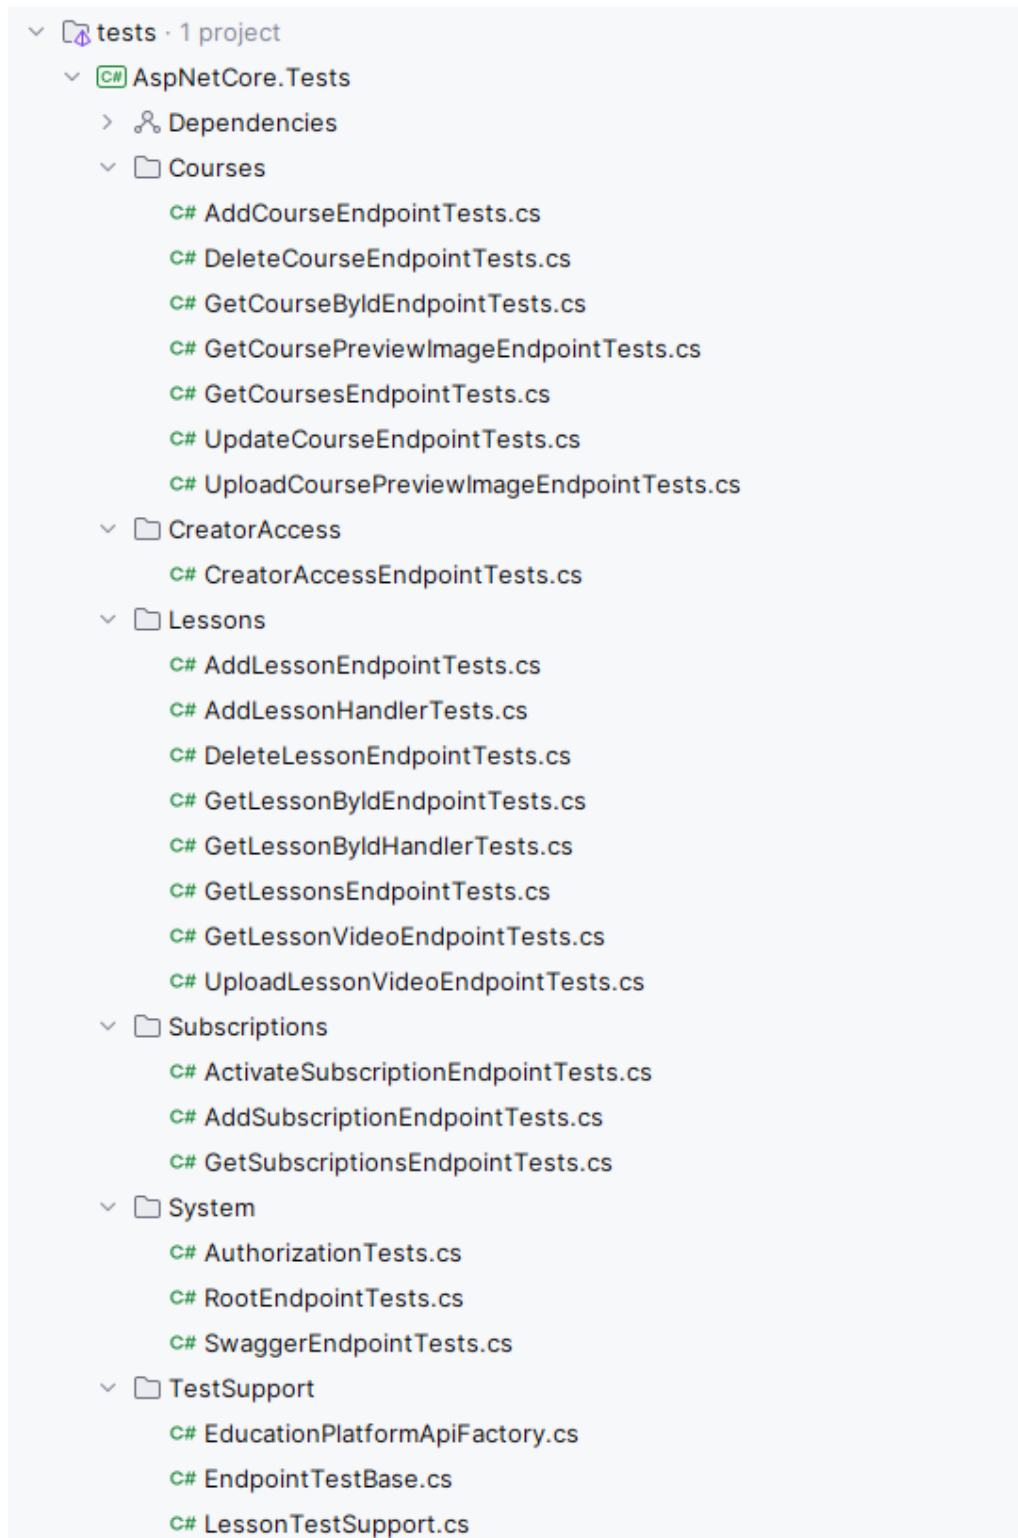 tests · 1 project
C# AspNetCore.Tests
Dependencies
Courses
C# AddCourseEndpointTests.cs
C# DeleteCourseEndpointTests.cs
C# GetCourseByIdEndpointTests.cs
C# GetCoursePreviewImageEndpointTests.cs
C# GetCoursesEndpointTests.cs
C# UpdateCourseEndpointTests.cs
C# UploadCoursePreviewImageEndpointTests.cs
CreatorAccess
C# CreatorAccessEndpointTests.cs
Lessons
C# AddLessonEndpointTests.cs
C# AddLessonHandlerTests.cs
C# DeleteLessonEndpointTests.cs
C# GetLessonByIdEndpointTests.cs
C# GetLessonByIdHandlerTests.cs
C# GetLessonsEndpointTests.cs
C# GetLessonVideoEndpointTests.cs
C# UploadLessonVideoEndpointTests.cs
Subscriptions
C# ActivateSubscriptionEndpointTests.cs
C# AddSubscriptionEndpointTests.cs
C# GetSubscriptionsEndpointTests.cs
System
C# AuthorizationTests.cs
C# RootEndpointTests.cs
C# SwaggerEndpointTests.cs
TestSupport
C# EducationPlatformApiFactory.cs
C# EndpointTestBase.cs
C# LessonTestSupport.cs